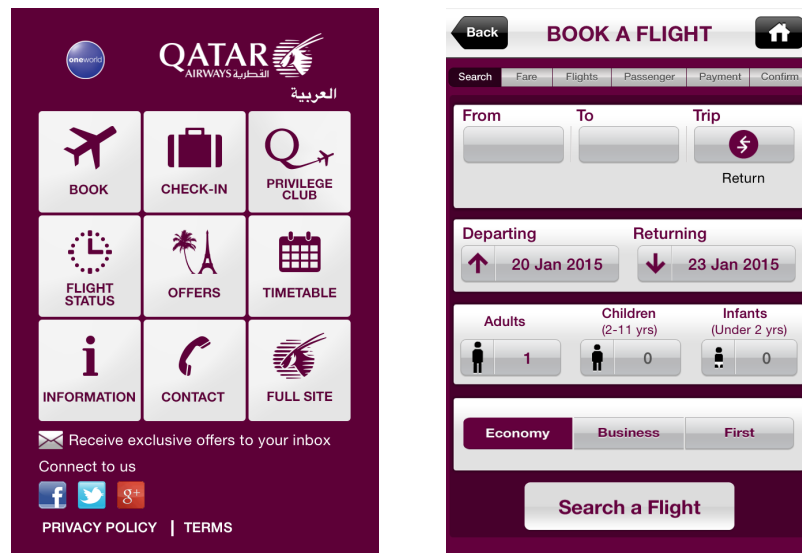 oneworld
QATAR
AIRWAYS القطرية
العربية
BOOK
CHECK-IN
PRIVILEGE
CLUB
FLIGHT
STATUS
OFFERS
TIMETABLE
INFORMATION
CONTACT
FULL SITE
Receive exclusive offers to your inbox
Connect to us
PRIVACY POLICY | TERMS
Back
BOOK A FLIGHT
Search Fare Flights Passenger Payment Confirm
From To Trip
Return
Departing Returning
20 Jan 2015 23 Jan 2015
Adults Children Infants
(2-11 yrs) (Under 2 yrs)
1 0 0
Economy Business First
Search a Flight